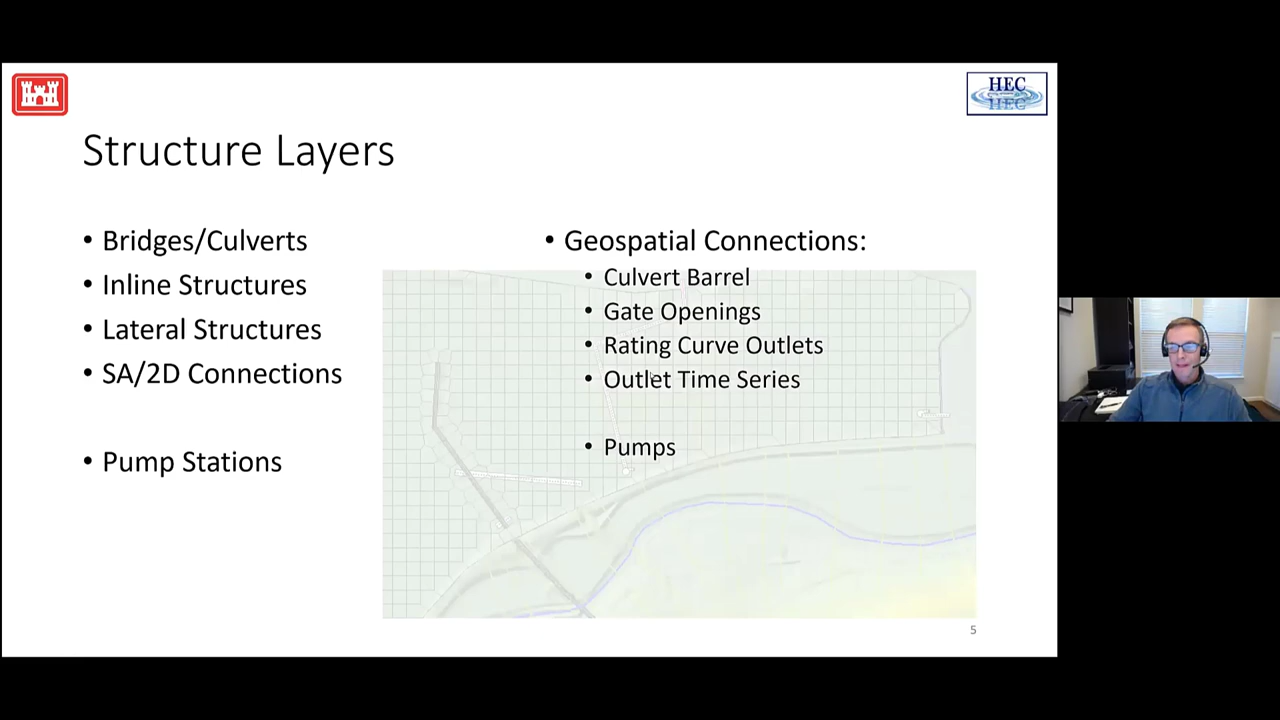 HEC
HEC
Structure Layers
• Bridges/Culverts
• Inline Structures
• Lateral Structures
• SA/2D Connections
• Pump Stations
• Geospatial Connections:
• Culvert Barrel
• Gate Openings
• Rating Curve Outlets
• Outlet Time Series
• Pumps
5